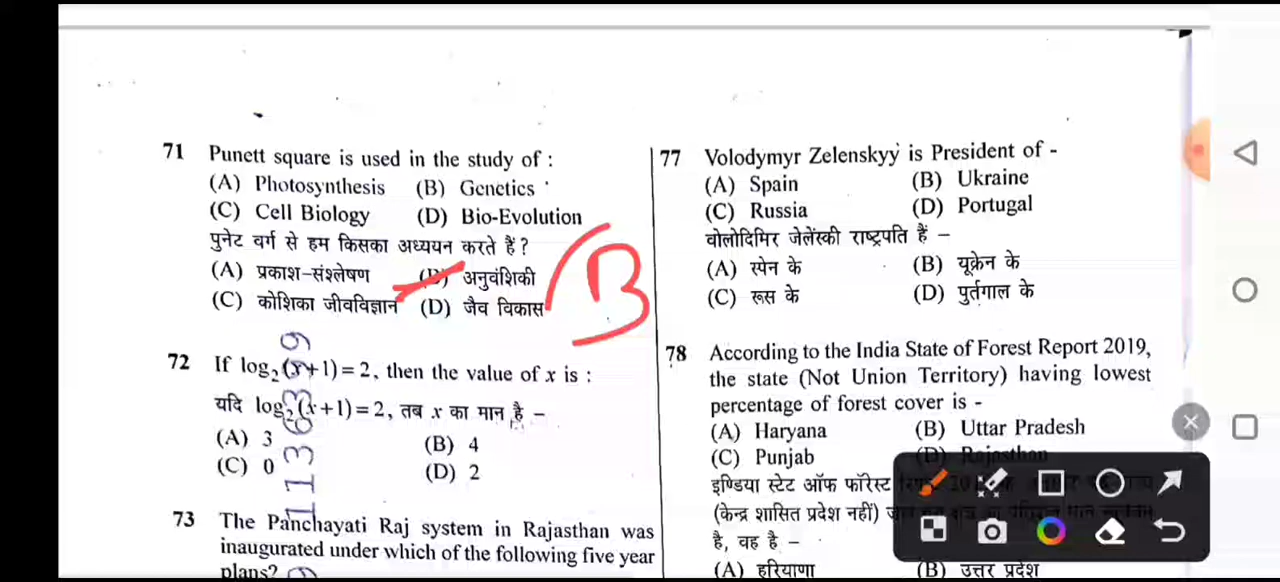 71 Punett square is used in the study of :
(A) Photosynthesis (B) Genetics
(C) Cell Biology (D) Bio-Evolution
पुनेट वर्ग से हम किसका अध्ययन करते हैं?
(A) प्रकाश-संश्लेषण (B) अनुवंशिकी
(C) कोशिका जीवविज्ञान (D) जैव विकास
B
72 If log₂(x+1)=2, then the value of x is :
यदि log₂(x+1)=2, तब x का मान है –
(A) 3 (B) 4
(C) 0 (D) 2
73 The Panchayati Raj system in Rajasthan was
inaugurated under which of the following five year
plans?
77 Volodymyr Zelenskyy is President of -
(A) Spain (B) Ukraine
(C) Russia (D) Portugal
वोलोदिमिर जेलेंस्की राष्ट्रपति हैं –
(A) स्पेन के (B) यूक्रेन के
(C) रूस के (D) पुर्तगाल के
78 According to the India State of Forest Report 2019,
the state (Not Union Territory) having lowest
percentage of forest cover is -
(A) Haryana (B) Uttar Pradesh
(C) Punjab (D) Rajasthan
इण्डिया स्टेट ऑफ फॉरेस्ट
(केन्द्र शासित प्रदेश नहीं)
है, वह है –
(A) हरियाणा (B) उत्तर प्रदेश